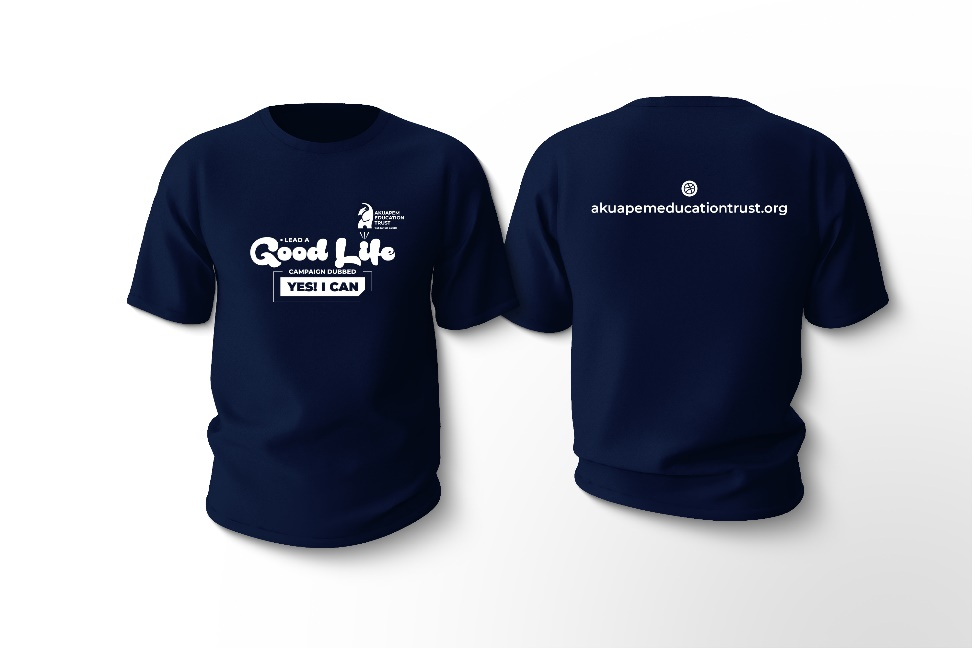 AKUAPEM
EDUCATION
TRUST
LEAD A
Good Life
CAMPAIGN DUBBED
YES! I CAN
akuapemeducationtrust.org